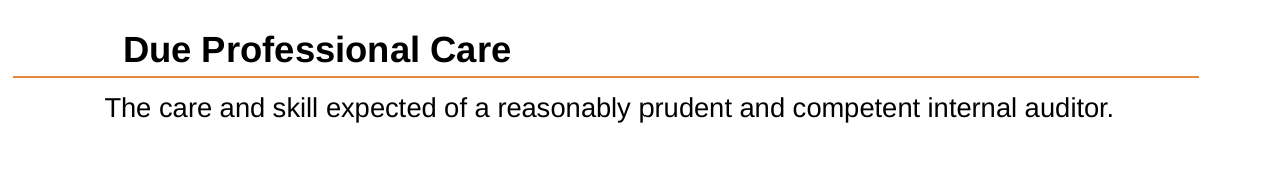 Due Professional Care
The care and skill expected of a reasonably prudent and competent internal auditor.